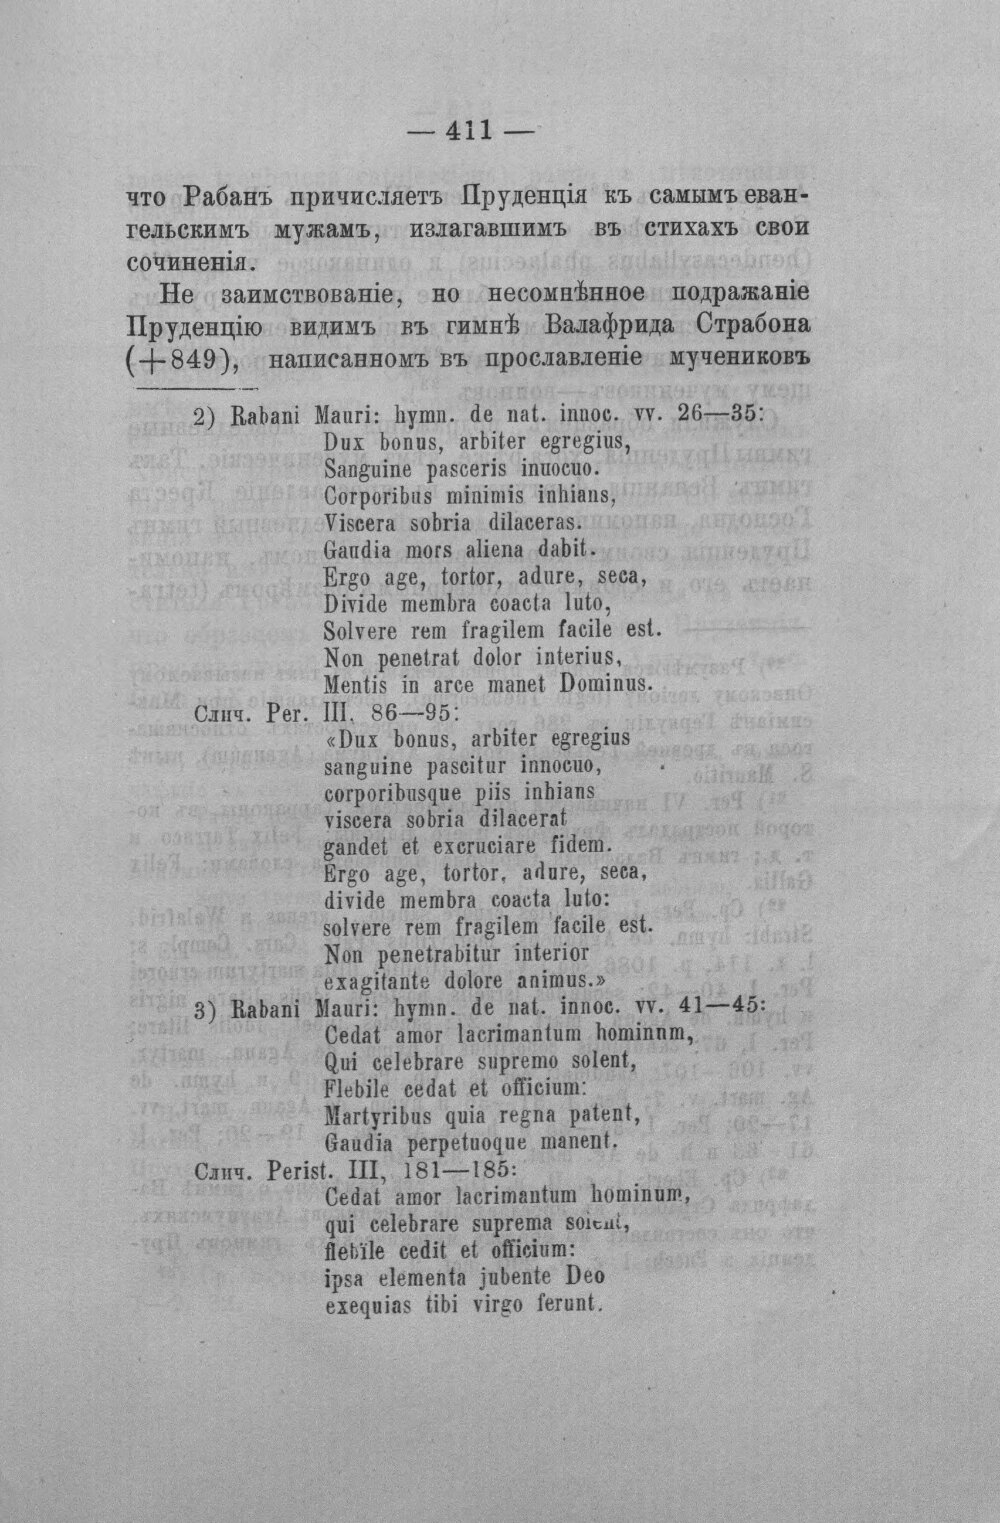 — 411 —
что Рабанъ причисляетъ Пруденція къ самымъ еван-
гельскимъ мужамъ, излагавшимъ въ стихахъ свои
сочиненія.
Не заимствованіе, но несомнѣнное подражаніе
Пруденцію видимъ въ гимнѣ Валафрида Страбона
(+849), написанномъ въ прославленіе мучениковъ
2) Rabani Mauri: hymn. de nat. innoc. vv. 26—35:
Dux bonus, arbiter egregius,
Sanguine pasceris innocuo.
Corporibus minimis inhians,
Viscera sobria dilaceras.
Gaudia mors aliena dabit.
Ergo age, tortor, adure, seca,
Divide membra coacta luto,
Solvere rem fragilem facile est.
Non penetrat dolor interius,
Mentis in arce manet Dominus.
Слич. Per. III, 86—95:
«Dux bonus, arbiter egregius
sanguine pascitur innocuo,
corporibusque piis inhians
viscera sobria dilacerat
gandet et excruciare fidem.
Ergo age, tortor, adure, seca,
divide membra coacta luto:
solvere rem fragilem facile est.
Non penetrabitur interior
exagitante dolore animus.»
3) Rabani Mauri: hymn. de nat. innoc. vv. 41—45:
Cedat amor lacrimantum hominnm,
Qui celebrare supremo solent,
Flebile cedat et officium:
Martyribus quia regna patent,
Gaudia perpetuoque manent.
Слич. Perist. III, 181—185:
Cedat amor lacrimantum hominum,
qui celebrare suprema solent,
flebile cedit et officium:
ipsa elementa jubente Deo
exequias tibi virgo ferunt.